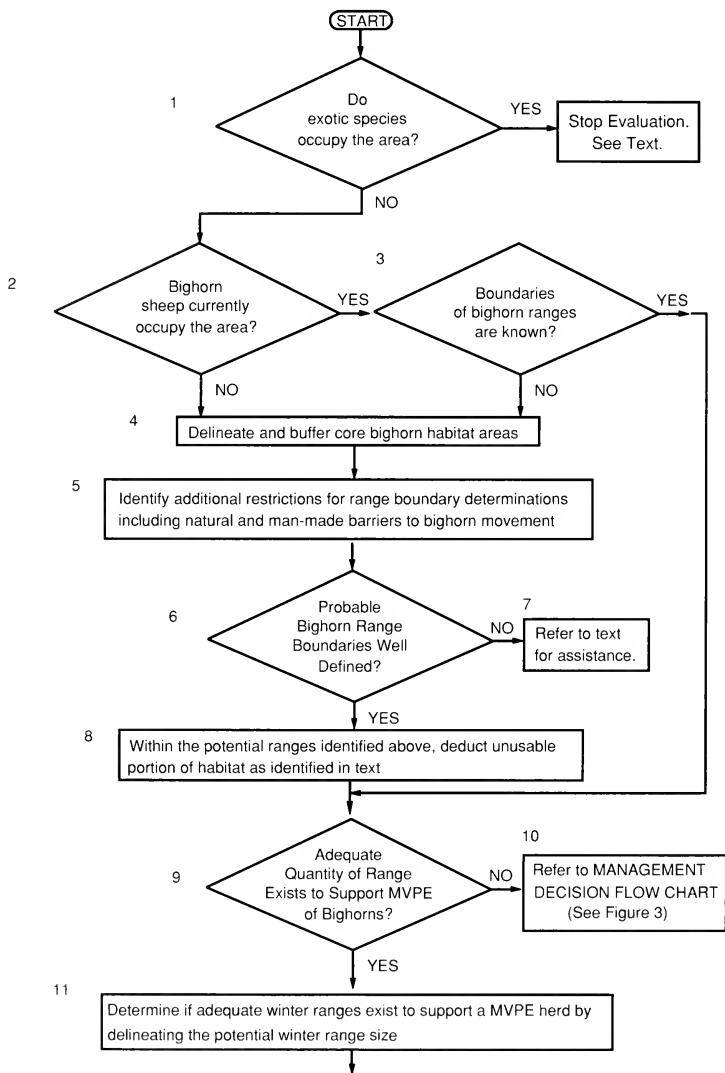 START
1
Do
exotic species
occupy the area?
YES
Stop Evaluation.
See Text.
NO
2
Bighorn
sheep currently
occupy the area?
YES
3
Boundaries
of bighorn ranges
are known?
YES
NO
NO
4
Delineate and buffer core bighorn habitat areas
5
Identify additional restrictions for range boundary determinations
including natural and man-made barriers to bighorn movement
6
Probable
Bighorn Range
Boundaries Well
Defined?
NO
7
Refer to text
for assistance.
YES
8
Within the potential ranges identified above, deduct unusable
portion of habitat as identified in text
9
Adequate
Quantity of Range
Exists to Support MVPE
of Bighorns?
NO
10
Refer to MANAGEMENT
DECISION FLOW CHART
(See Figure 3)
YES
11
Determine if adequate winter ranges exist to support a MVPE herd by
delineating the potential winter range size